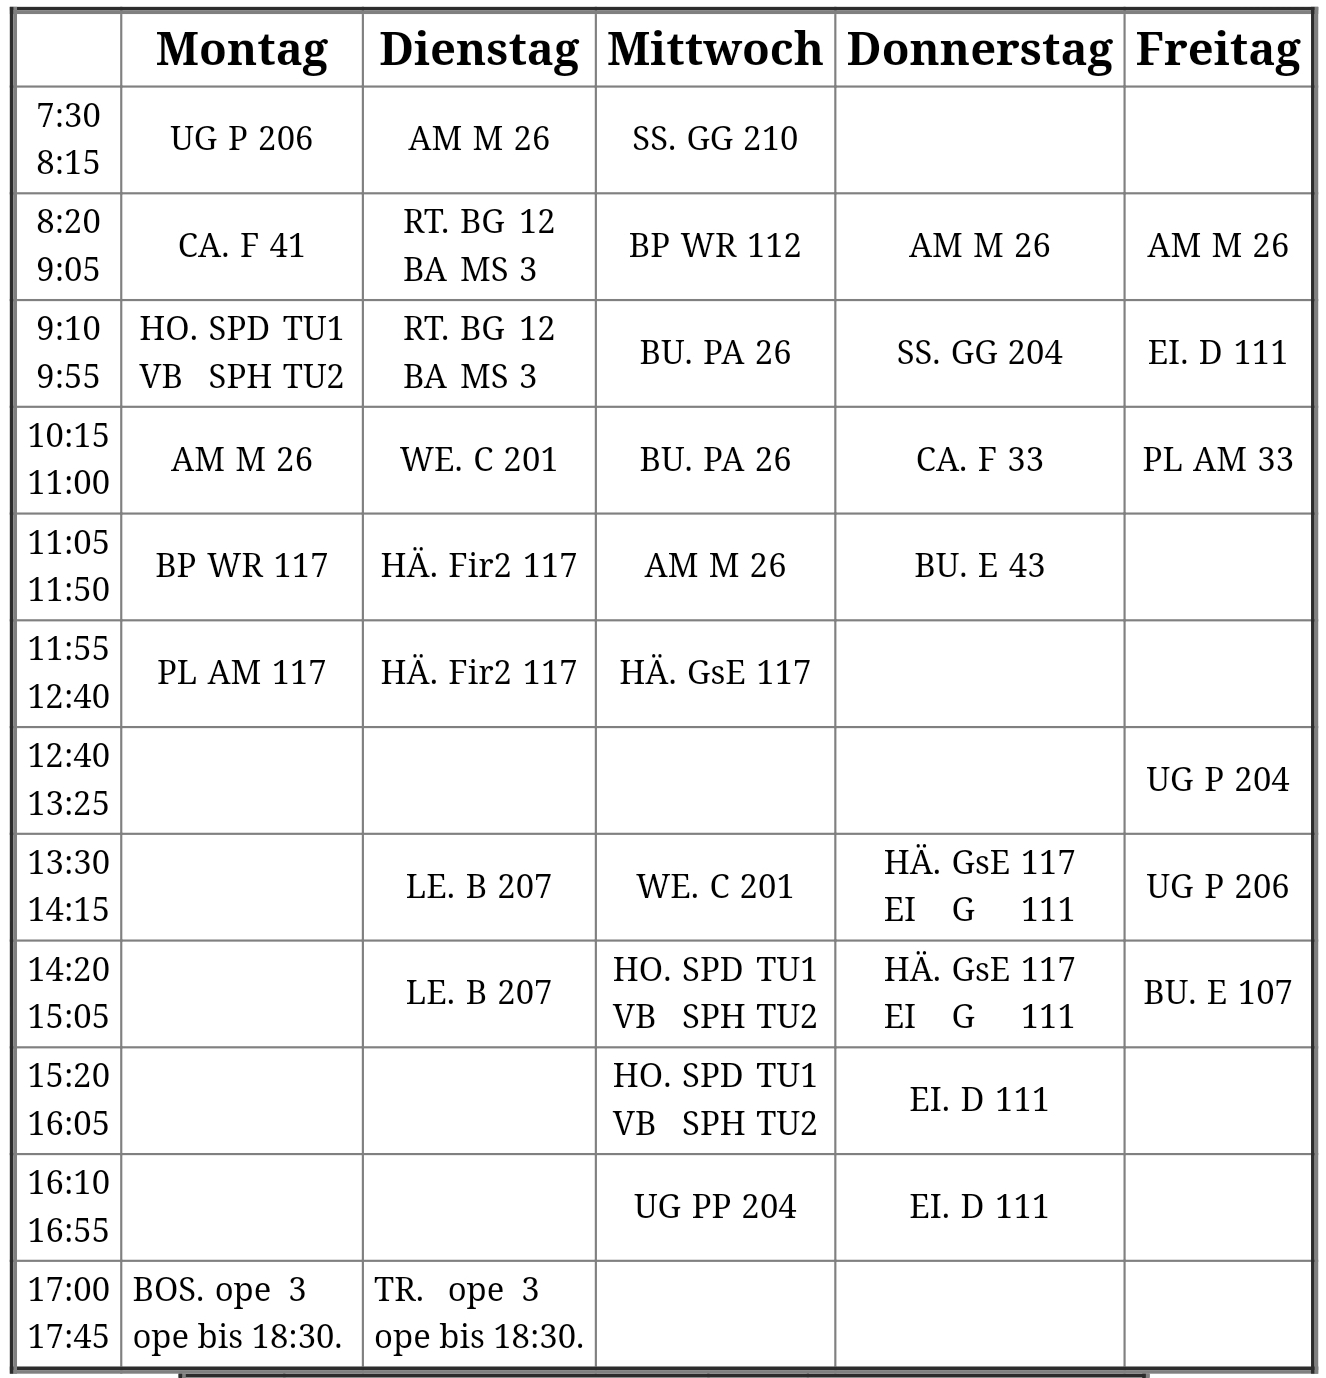 Montag Dienstag Mittwoch Donnerstag Freitag
7:30
8:15
UG P 206
AM M 26
SS. GG 210
8:20
9:05
CA. F 41
RT. BG 12
BA MS 3
BP WR 112
AM M 26
AM M 26
9:10
9:55
HO. SPD TU1
VB SPH TU2
RT. BG 12
BA MS 3
BU. PA 26
SS. GG 204
EI. D 111
10:15
11:00
AM M 26
WE. C 201
BU. PA 26
CA. F 33
PL AM 33
11:05
11:50
BP WR 117
HÄ. Fir2 117
AM M 26
BU. E 43
11:55
12:40
PL AM 117
HÄ. Fir2 117
HÄ. GsE 117
12:40
13:25
UG P 204
13:30
14:15
LE. B 207
WE. C 201
HÄ. GsE 117
EI G 111
UG P 206
14:20
15:05
LE. B 207
HO. SPD TU1
VB SPH TU2
HÄ. GsE 117
EI G 111
BU. E 107
15:20
16:05
HO. SPD TU1
VB SPH TU2
EI. D 111
16:10
16:55
UG PP 204
EI. D 111
17:00
17:45
BOS. ope 3
ope bis 18:30.
TR. ope 3
ope bis 18:30.